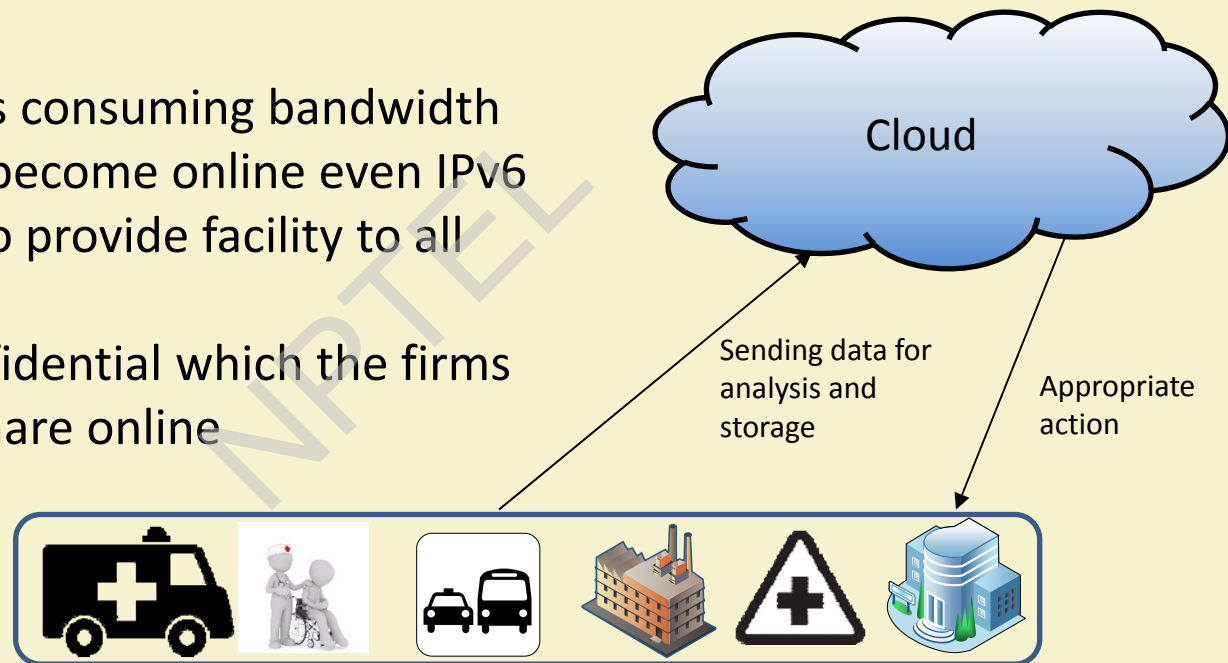 s consuming bandwidth
become online even IPv6
o provide facility to all
fidential which the firms
are online
Cloud
Sending data for
analysis and
storage
Appropriate
action
NPTEL